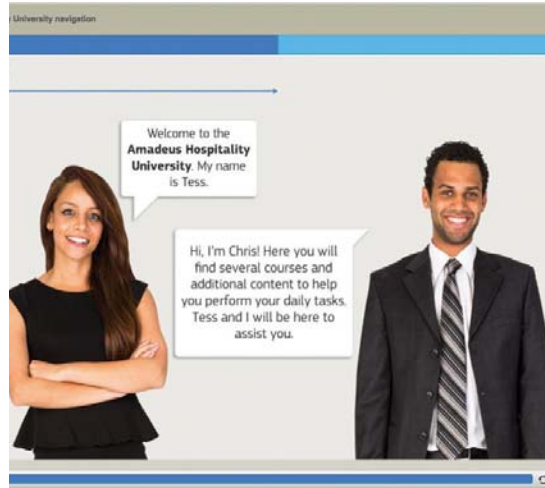 University navigation
Welcome to the
Amadeus Hospitality
University. My name
is Tess.
Hi, I'm Chris! Here you will
find several courses and
additional content to help
you perform your daily tasks.
Tess and I will be here to
assist you.